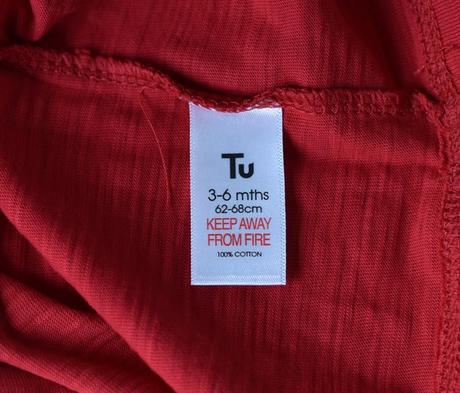 Tu
3-6 mths
62-68cm
KEEP AWAY
FROM FIRE
100% COTTON